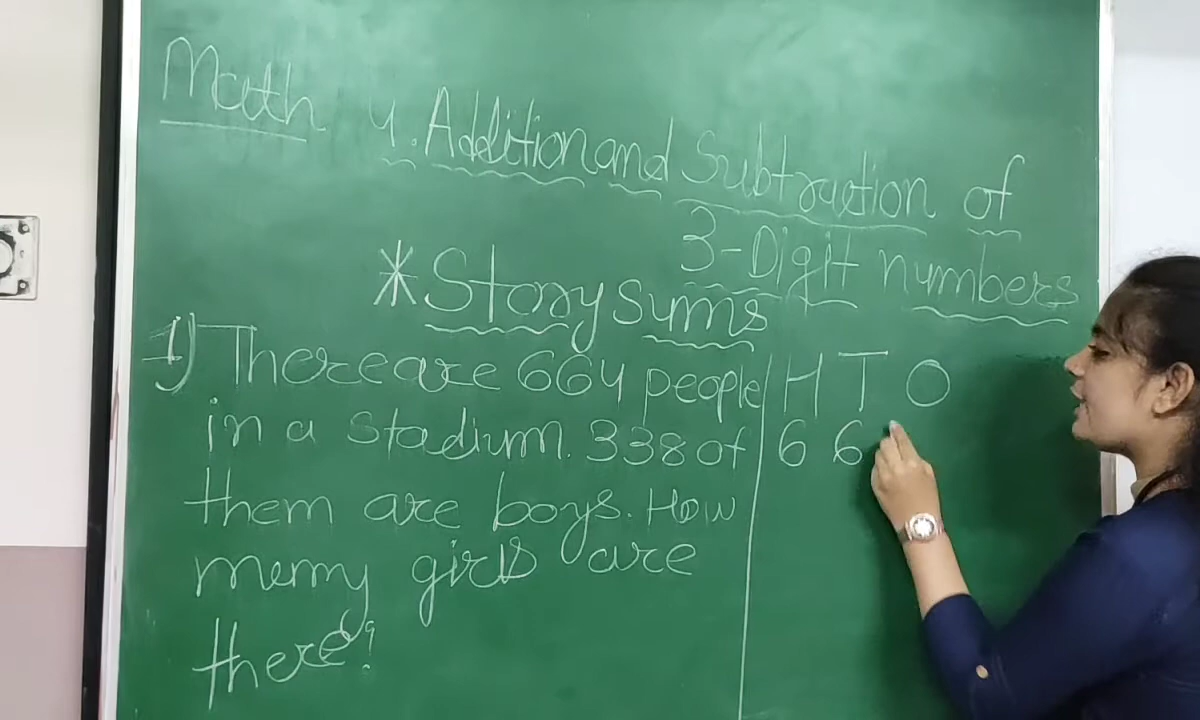 Math 4. Addition and Subtraction of
3-Digit numbers
* Story sums
1) There are 664 people
in a stadium. 338 of
them are boys. How
many girls are
there?
H T O
6 6